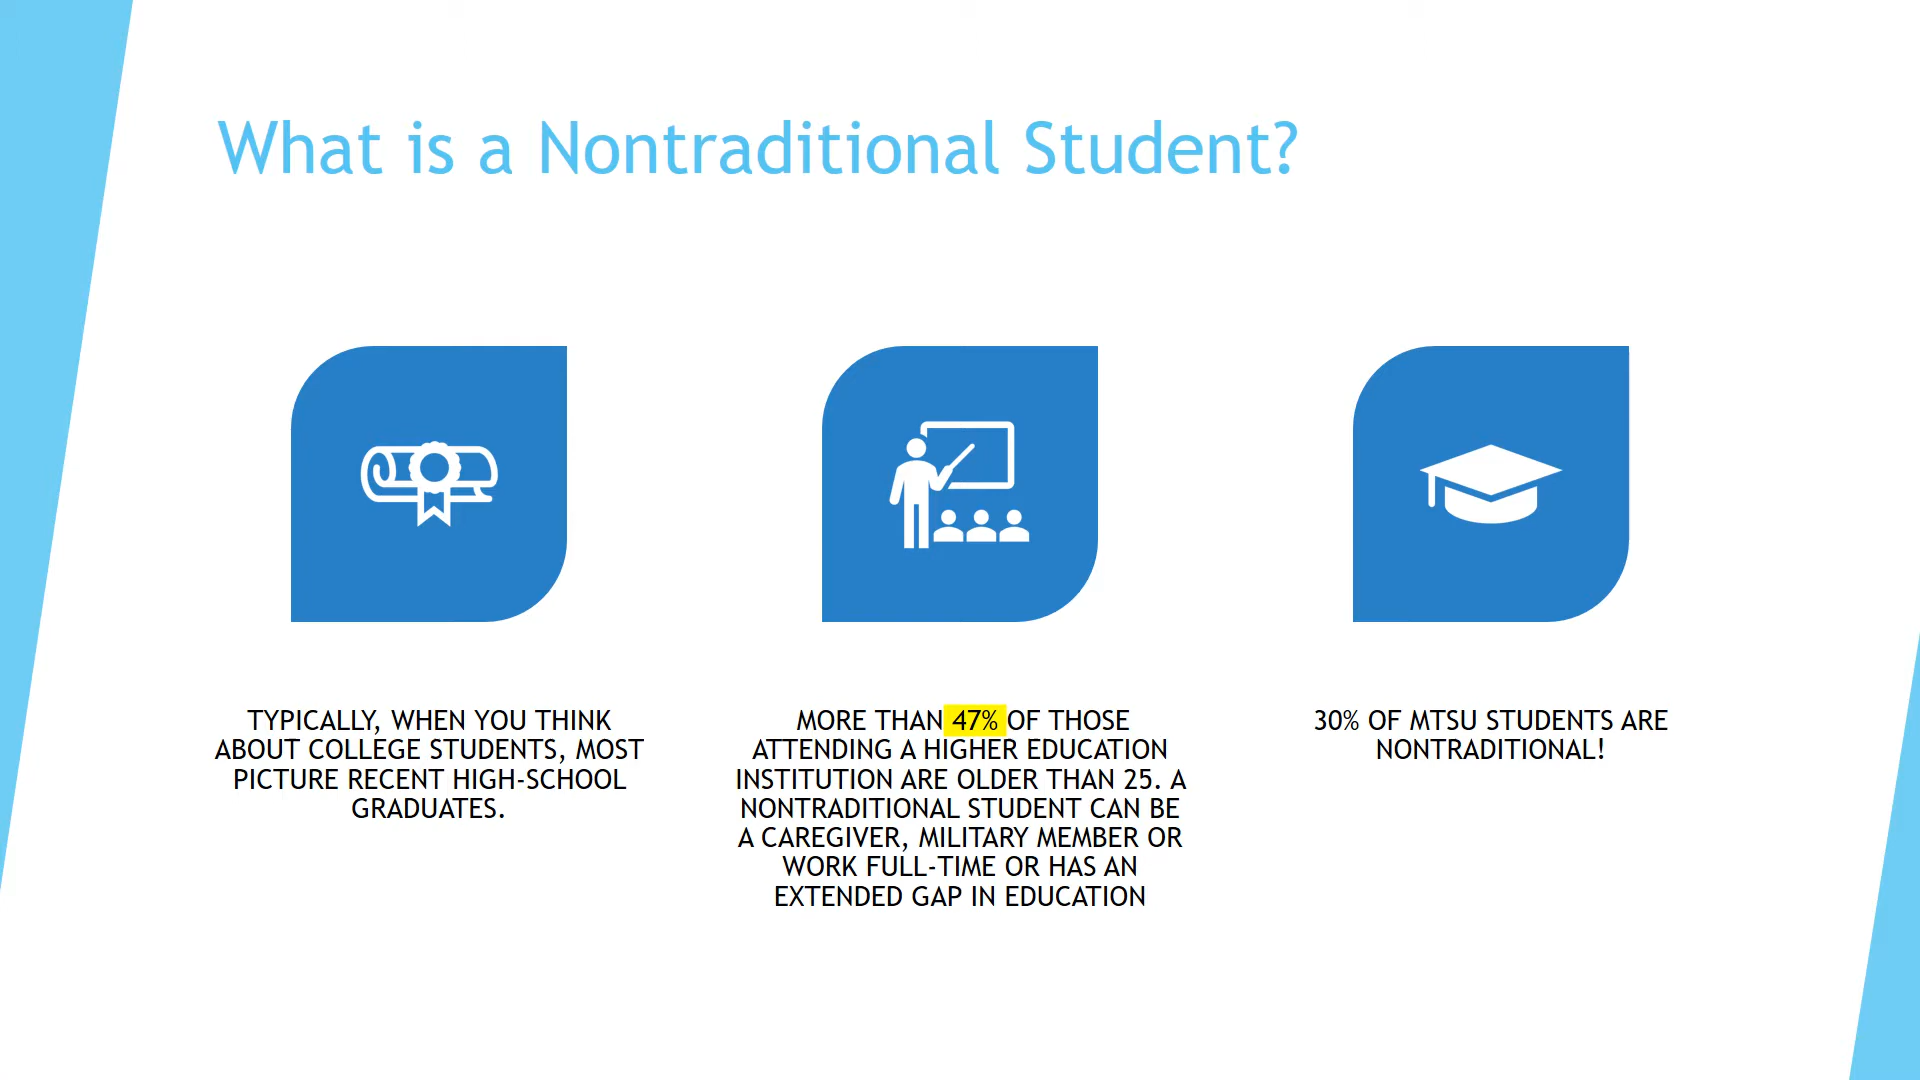 What is a Nontraditional Student?
TYPICALLY, WHEN YOU THINK
ABOUT COLLEGE STUDENTS, MOST
PICTURE RECENT HIGH-SCHOOL
GRADUATES.
MORE THAN 47% OF THOSE
ATTENDING A HIGHER EDUCATION
INSTITUTION ARE OLDER THAN 25. A
NONTRADITIONAL STUDENT CAN BE
A CAREGIVER, MILITARY MEMBER OR
WORK FULL-TIME OR HAS AN
EXTENDED GAP IN EDUCATION
30% OF MTSU STUDENTS ARE
NONTRADITIONAL!